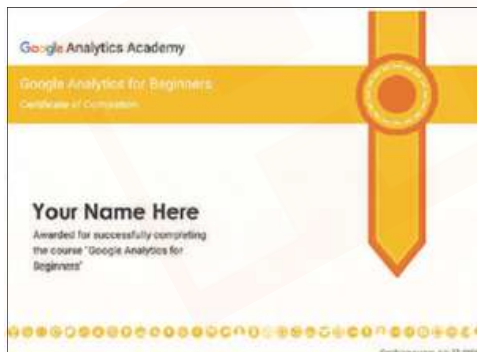 Google Analytics Academy
Google Analytics for Beginners
Certificate of Completion
Your Name Here
Awarded for successfully completing
the course "Google Analytics for
Beginners"